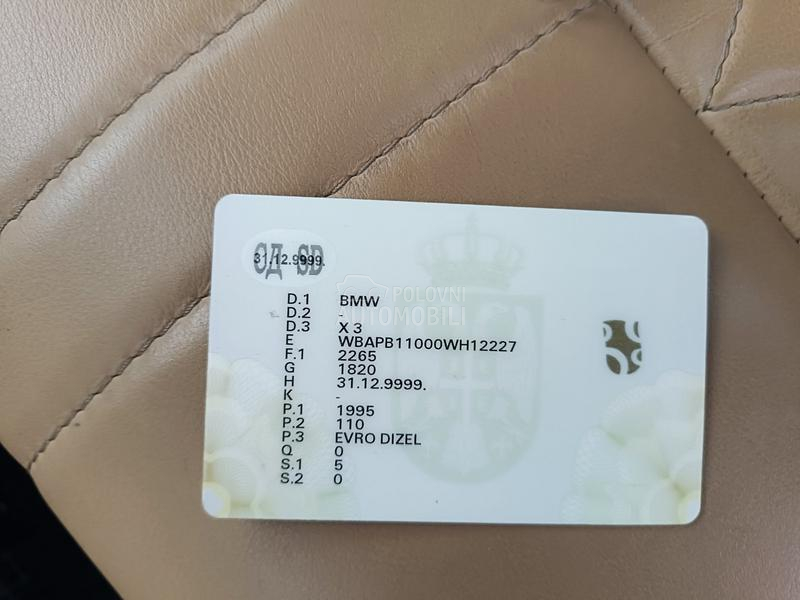 СД SD
31.12.9999.
D.1 BMW
D.2 -
D.3 X 3
E WBAPB11000WH12227
F.1 2265
G 1820
H 31.12.9999.
K -
P.1 1995
P.2 110
P.3 EVRO DIZEL
Q 0
S.1 5
S.2 0
POLOVNI
AUTOMOBILI